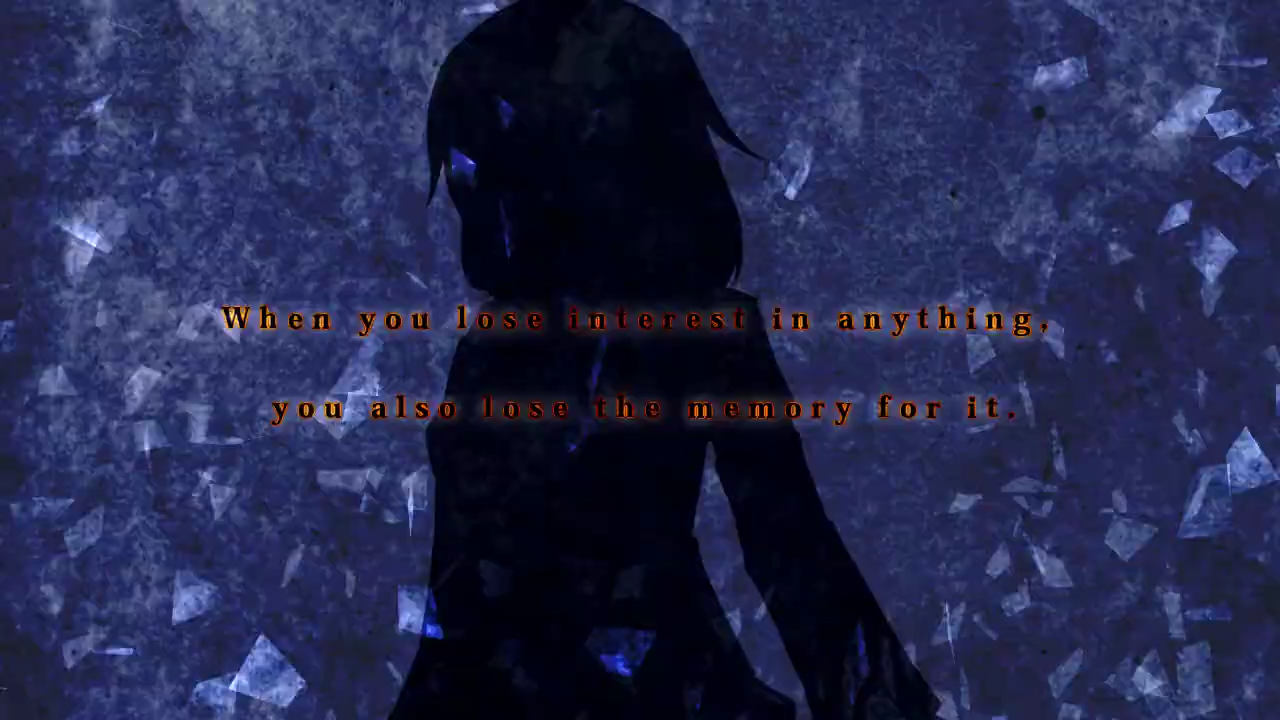 When you lose interest in anything,
you also lose the memory for it.